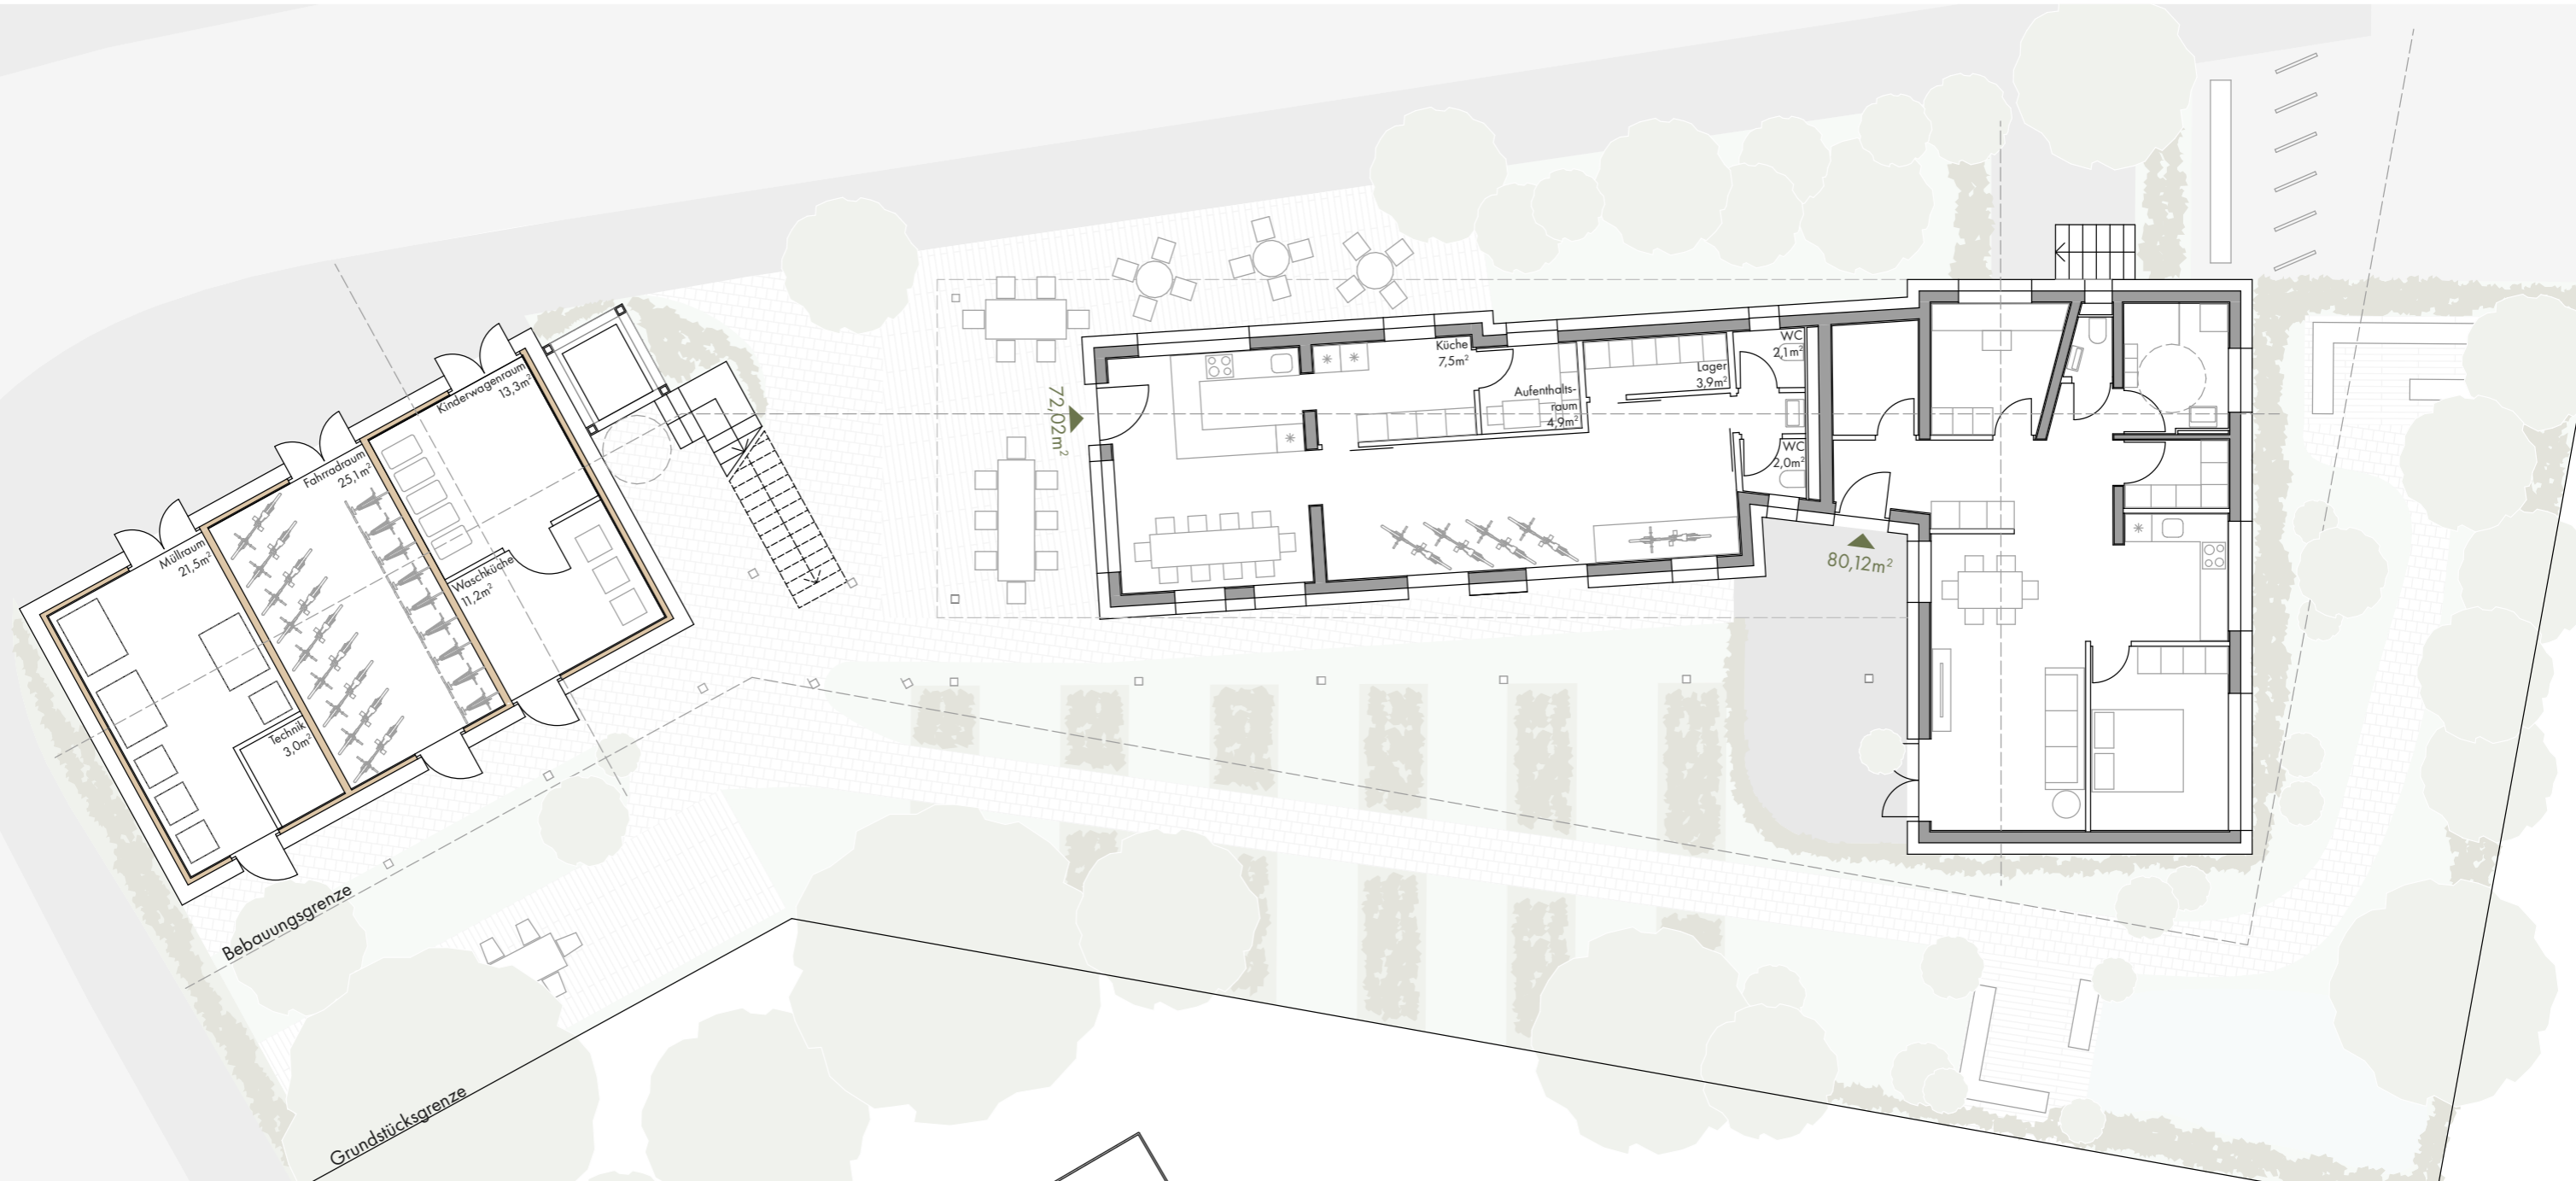 Kinderwagenraum
13,3m²
Fahrradraum
25,1m²
Müllraum
21,5m²
Waschküche
11,2m²
Technik
3,0m²
72,02m²
Küche
7,5m²
Aufenthalts-
raum
4,9m²
Lager
3,9m²
WC
2,1m²
WC
2,0m²
80,12m²
Bebauungsgrenze
Grundstücksgrenze